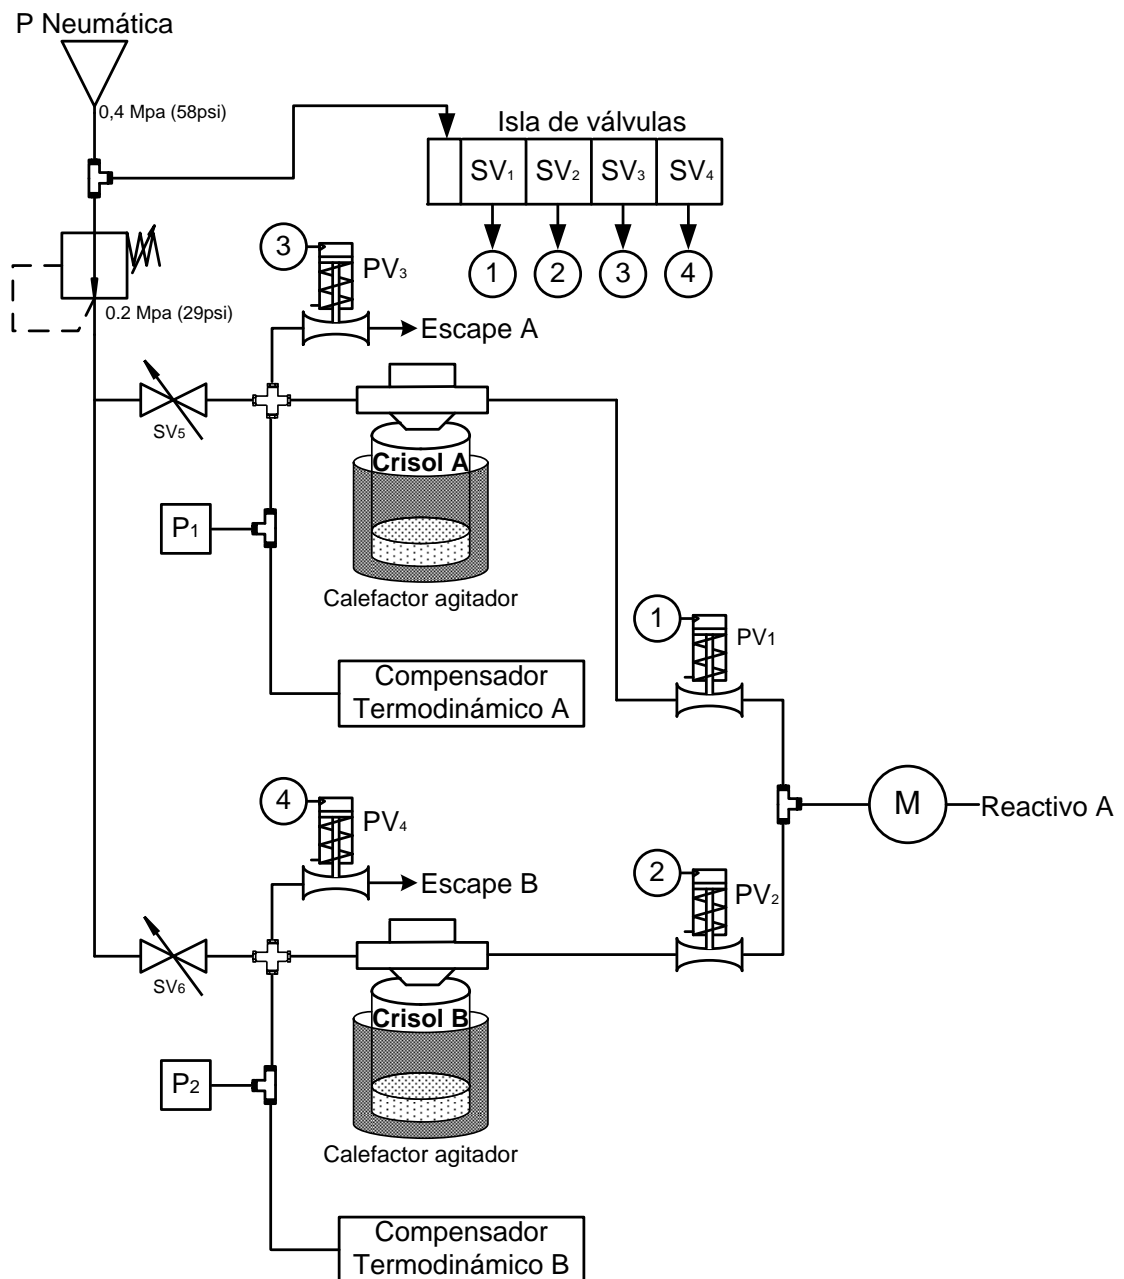 P Neumática
0,4 Mpa (58psi)
Isla de válvulas
SV1 SV2 SV3 SV4
1 2 3 4
3
PV3
0.2 Mpa (29psi)
Escape A
SV5
Crisol A
P1
Calefactor agitador
1
PV1
Compensador
Termodinámico A
4
PV4
M
Reactivo A
2
PV2
Escape B
SV6
Crisol B
P2
Calefactor agitador
Compensador
Termodinámico B